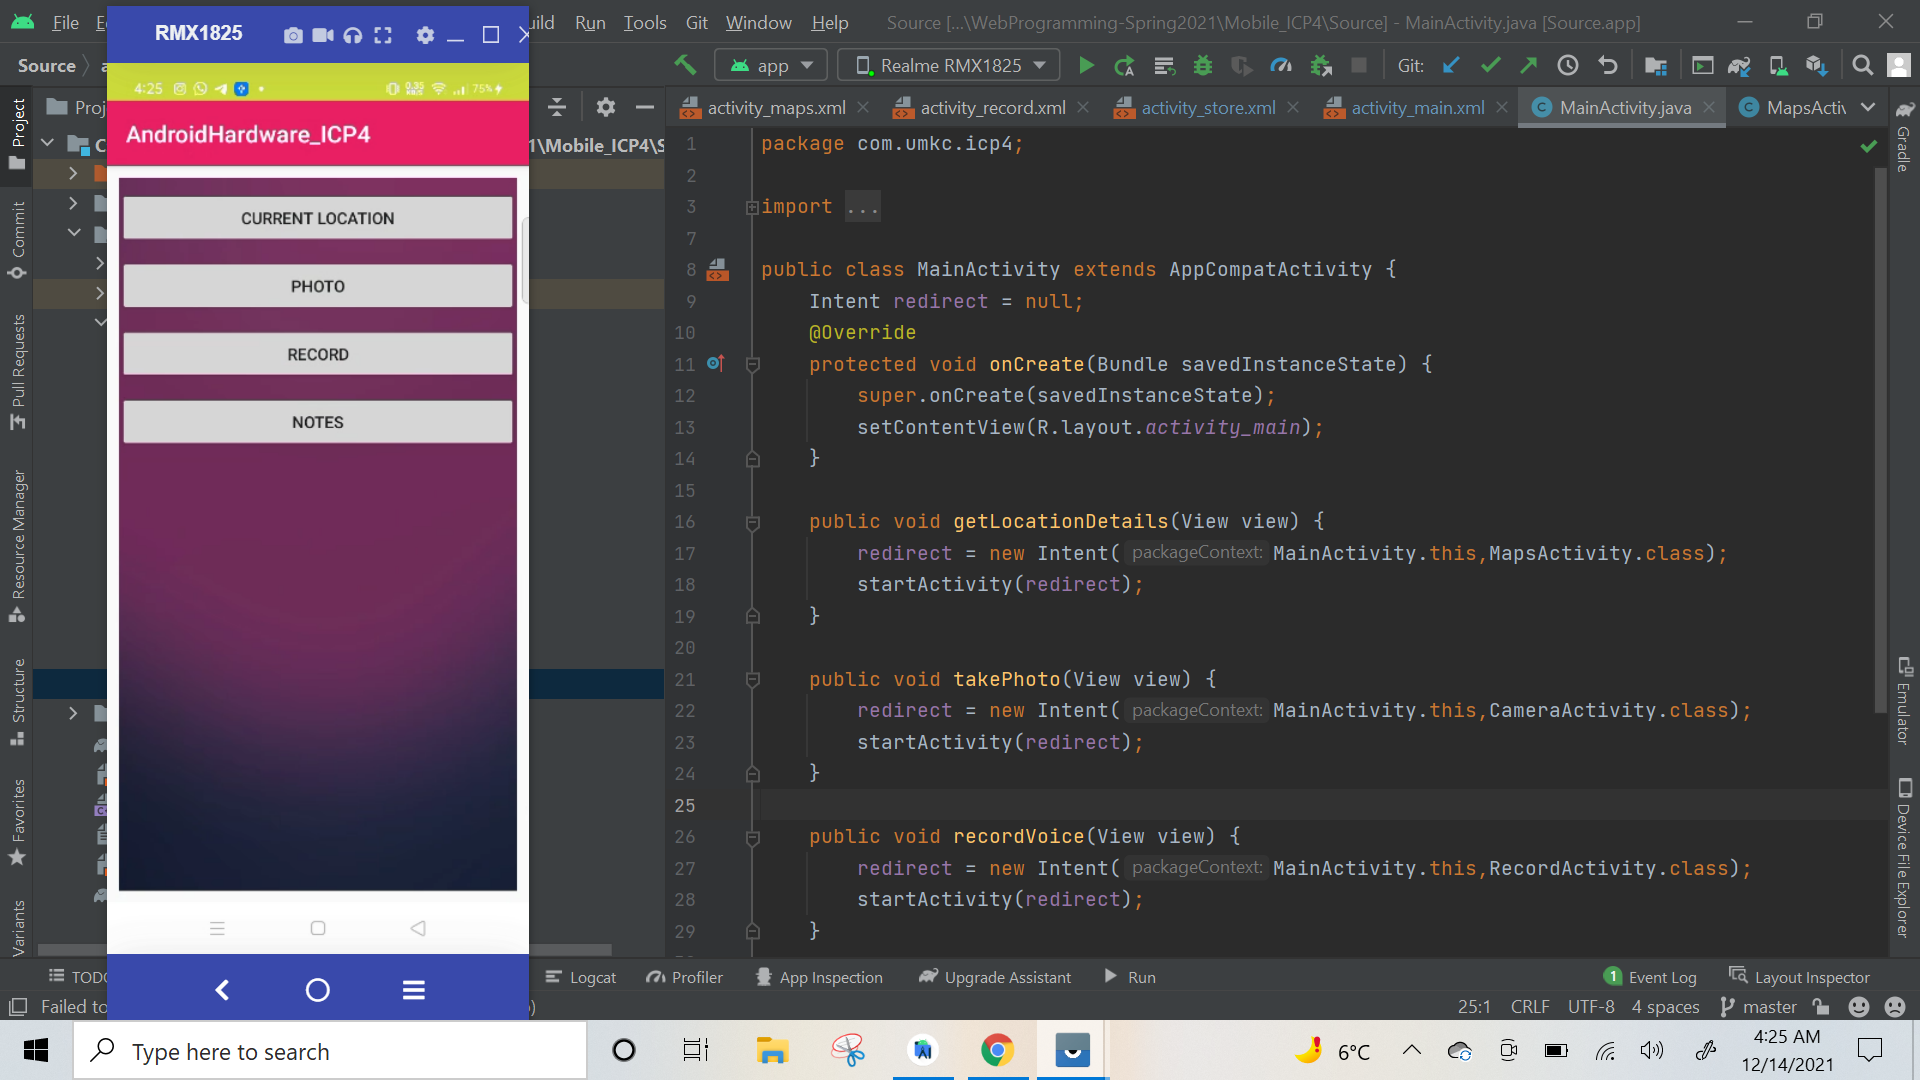 File
E
uild
Run
Tools
Git
Window
Help
Source [...\WebProgramming-Spring2021\Mobile_ICP4\Source] - MainActivity.java [Source.app]
RMX1825
Source
a
app
Realme RMX1825
Git:
4:25
0.35
KB/S
75%
AndroidHardware_ICP4
CURRENT LOCATION
PHOTO
RECORD
NOTES
Project
Commit
Pull Requests
Resource Manager
Structure
Favorites
Variants
Proj
C
1\Mobile_ICP4\S
activity_maps.xml
activity_record.xml
activity_store.xml
activity_main.xml
MainActivity.java
MapsActiv
1 package com.umkc.icp4;
2
3 import ...
7
8 public class MainActivity extends AppCompatActivity {
9 Intent redirect = null;
10 @Override
11 protected void onCreate(Bundle savedInstanceState) {
12 super.onCreate(savedInstanceState);
13 setContentView(R.layout.activity_main);
14 }
15
16 public void getLocationDetails(View view) {
17 redirect = new Intent( packageContext: MainActivity.this,MapsActivity.class);
18 startActivity(redirect);
19 }
20
21 public void takePhoto(View view) {
22 redirect = new Intent( packageContext: MainActivity.this,CameraActivity.class);
23 startActivity(redirect);
24 }
25
26 public void recordVoice(View view) {
27 redirect = new Intent( packageContext: MainActivity.this,RecordActivity.class);
28 startActivity(redirect);
29 }
Gradle
Emulator
Device File Explorer
TODO
Logcat
Profiler
App Inspection
Upgrade Assistant
Run
1 Event Log
Layout Inspector
Failed to
)
25:1
CRLF
UTF-8
4 spaces
master
Type here to search
6°C
4:25 AM
12/14/2021